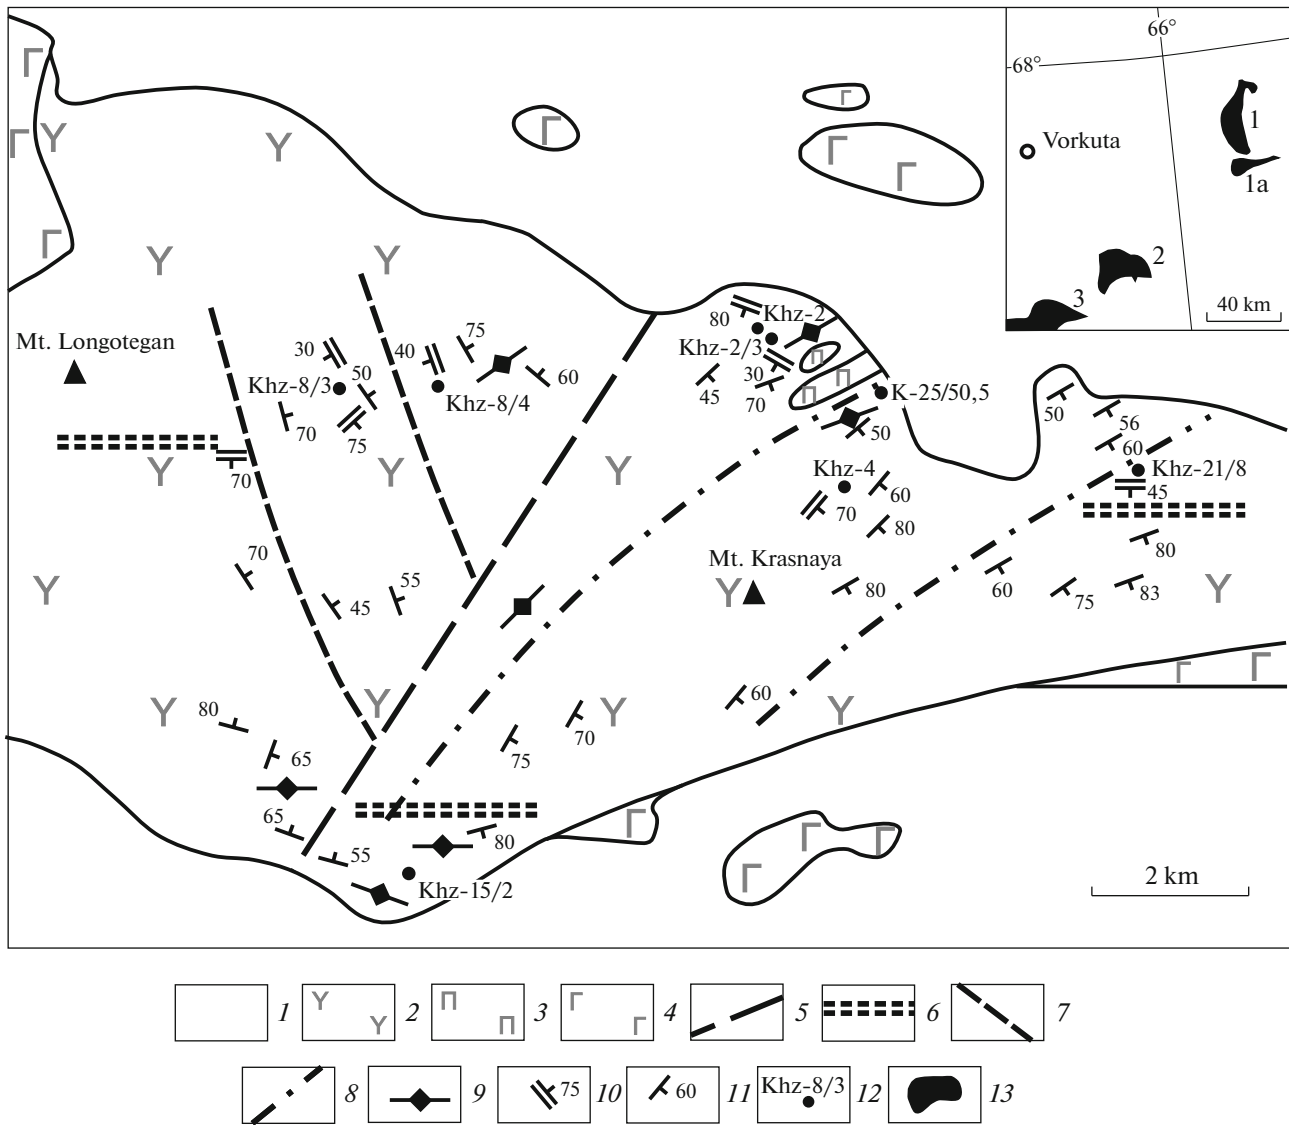 Г
66°
68°
Г
1
Г
Г
Г
Y
Y
Vorkuta
Г
Г
1a
Г
Y
Y
2
3
40 km
80
Khz-2
Mt. Longotegan
30
40
75
Khz-2/3
П
Khz-8/3
50
60
45
30
П
70
П
K-25/50,5
Khz-8/4
50
56
70
75
50
60
Y
70
Y
Y
Khz-4
Khz-21/8
60
45
70
80
80
70
Mt. Krasnaya
Y
55
45
Y
80
60
75
83
Y
Г
Г
80
Y
Y
Y
60
Y
70
65
75
65
Г
Г
Г
55
80
Г
Khz-15/2
2 km
1
Y
Y
2
П
П
3
Г
Г
4
5
6
7
8
9
75
10
60
11
Khz-8/3
12
13